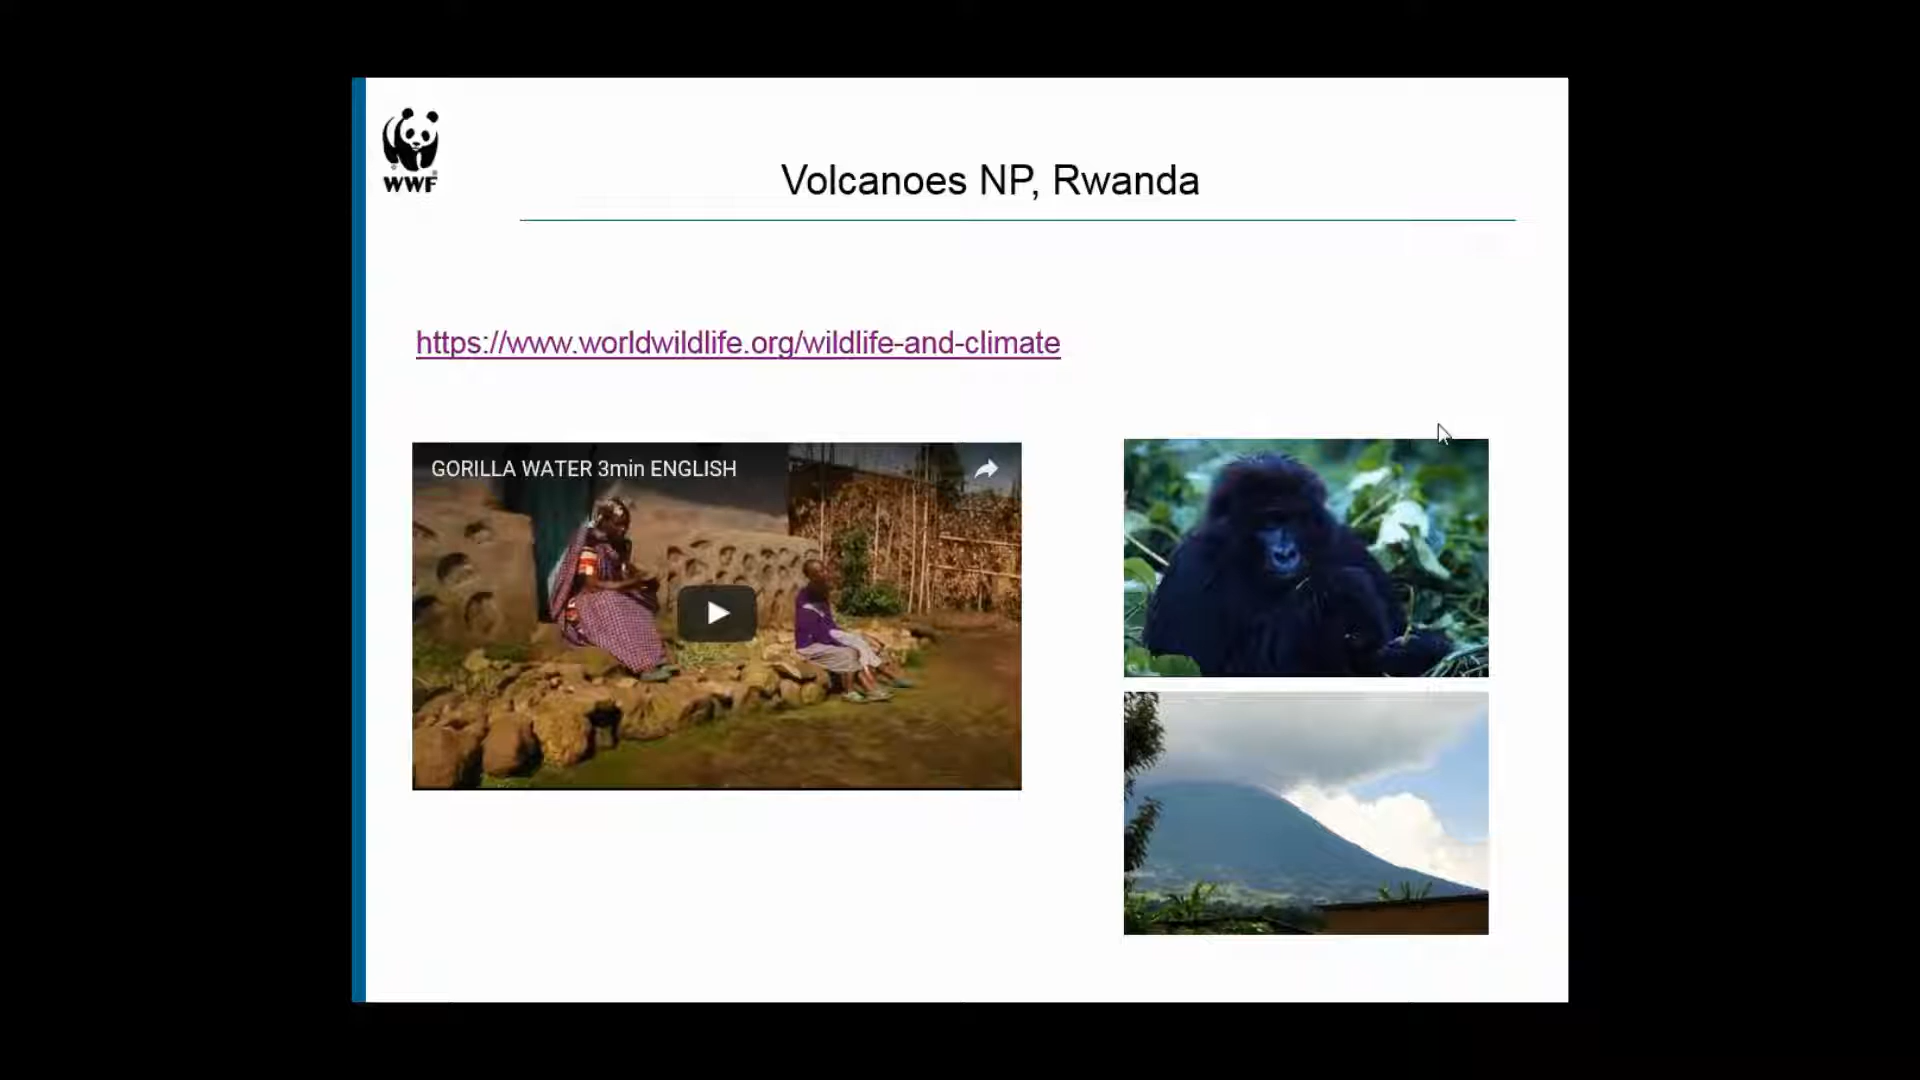 WWF
Volcanoes NP, Rwanda
https://www.worldwildlife.org/wildlife-and-climate
GORILLA WATER 3min ENGLISH